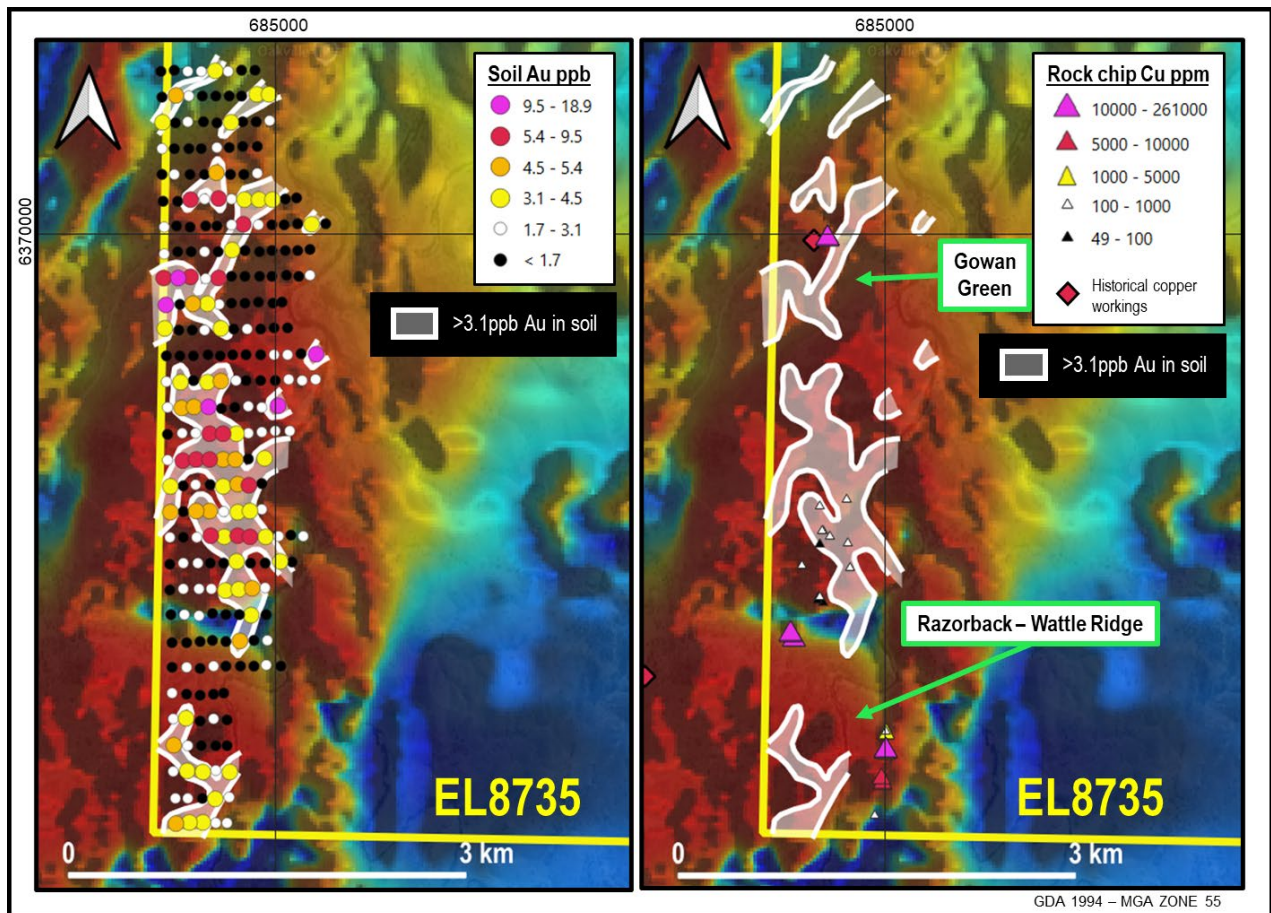 685000
685000
6370000
Soil Au ppb
9.5 - 18.9
5.4 - 9.5
4.5 - 5.4
3.1 - 4.5
1.7 - 3.1
< 1.7
>3.1ppb Au in soil
EL8735
0
3 km
Rock chip Cu ppm
10000 - 261000
5000 - 10000
1000 - 5000
100 - 1000
49 - 100
Historical copper
workings
Gowan
Green
>3.1ppb Au in soil
Razorback – Wattle Ridge
EL8735
0
3 km
GDA 1994 – MGA ZONE 55